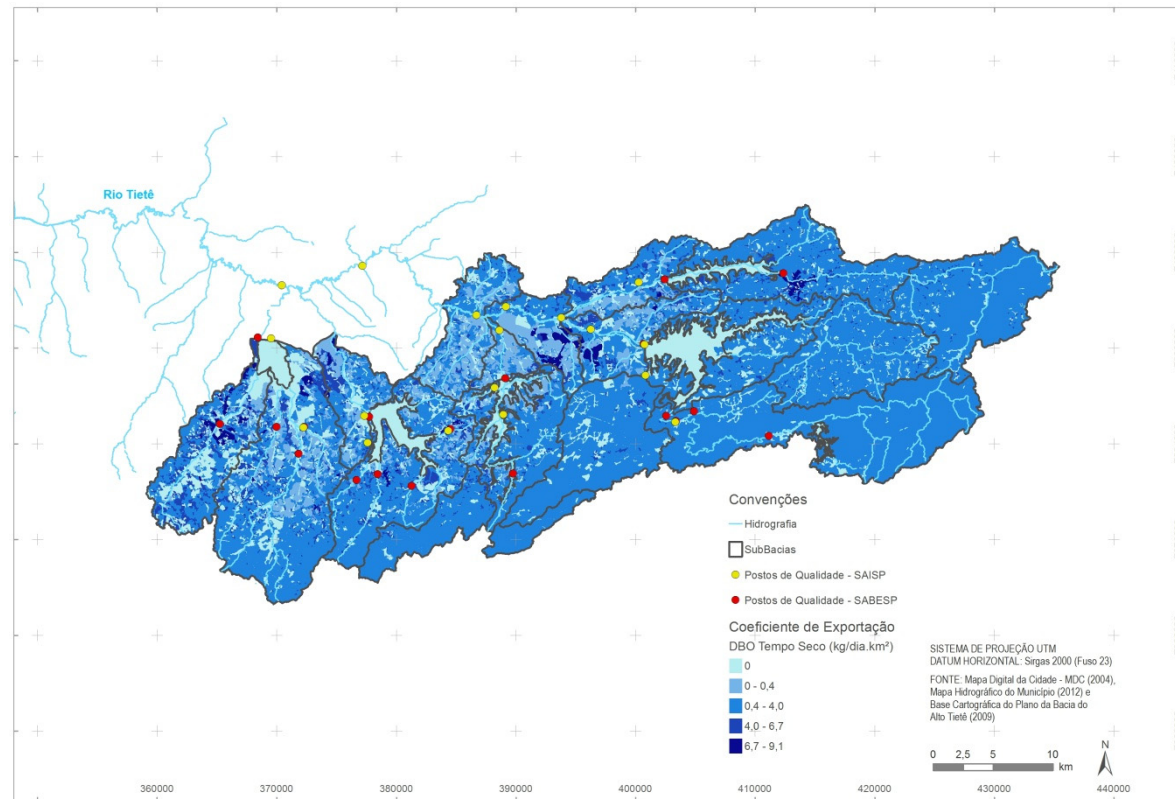 Rio Tietê
Convenções
Hidrografia
SubBacias
Postos de Qualidade - SAISP
Postos de Qualidade - SABESP
Coeficiente de Exportação
DBO Tempo Seco (kg/dia.km²)
0
0 - 0,4
0,4 - 4,0
4,0 - 6,7
6,7 - 9,1
SISTEMA DE PROJEÇÃO UTM
DATUM HORIZONTAL: Sirgas 2000 (Fuso 23)
FONTE: Mapa Digital da Cidade - MDC (2004),
Mapa Hidrográfico do Município (2012) e
Base Cartográfica do Plano da Bacia do
Alto Tietê (2009)
0 2,5 5 10
km
N
360000 370000 380000 390000 400000 410000 420000 430000 440000